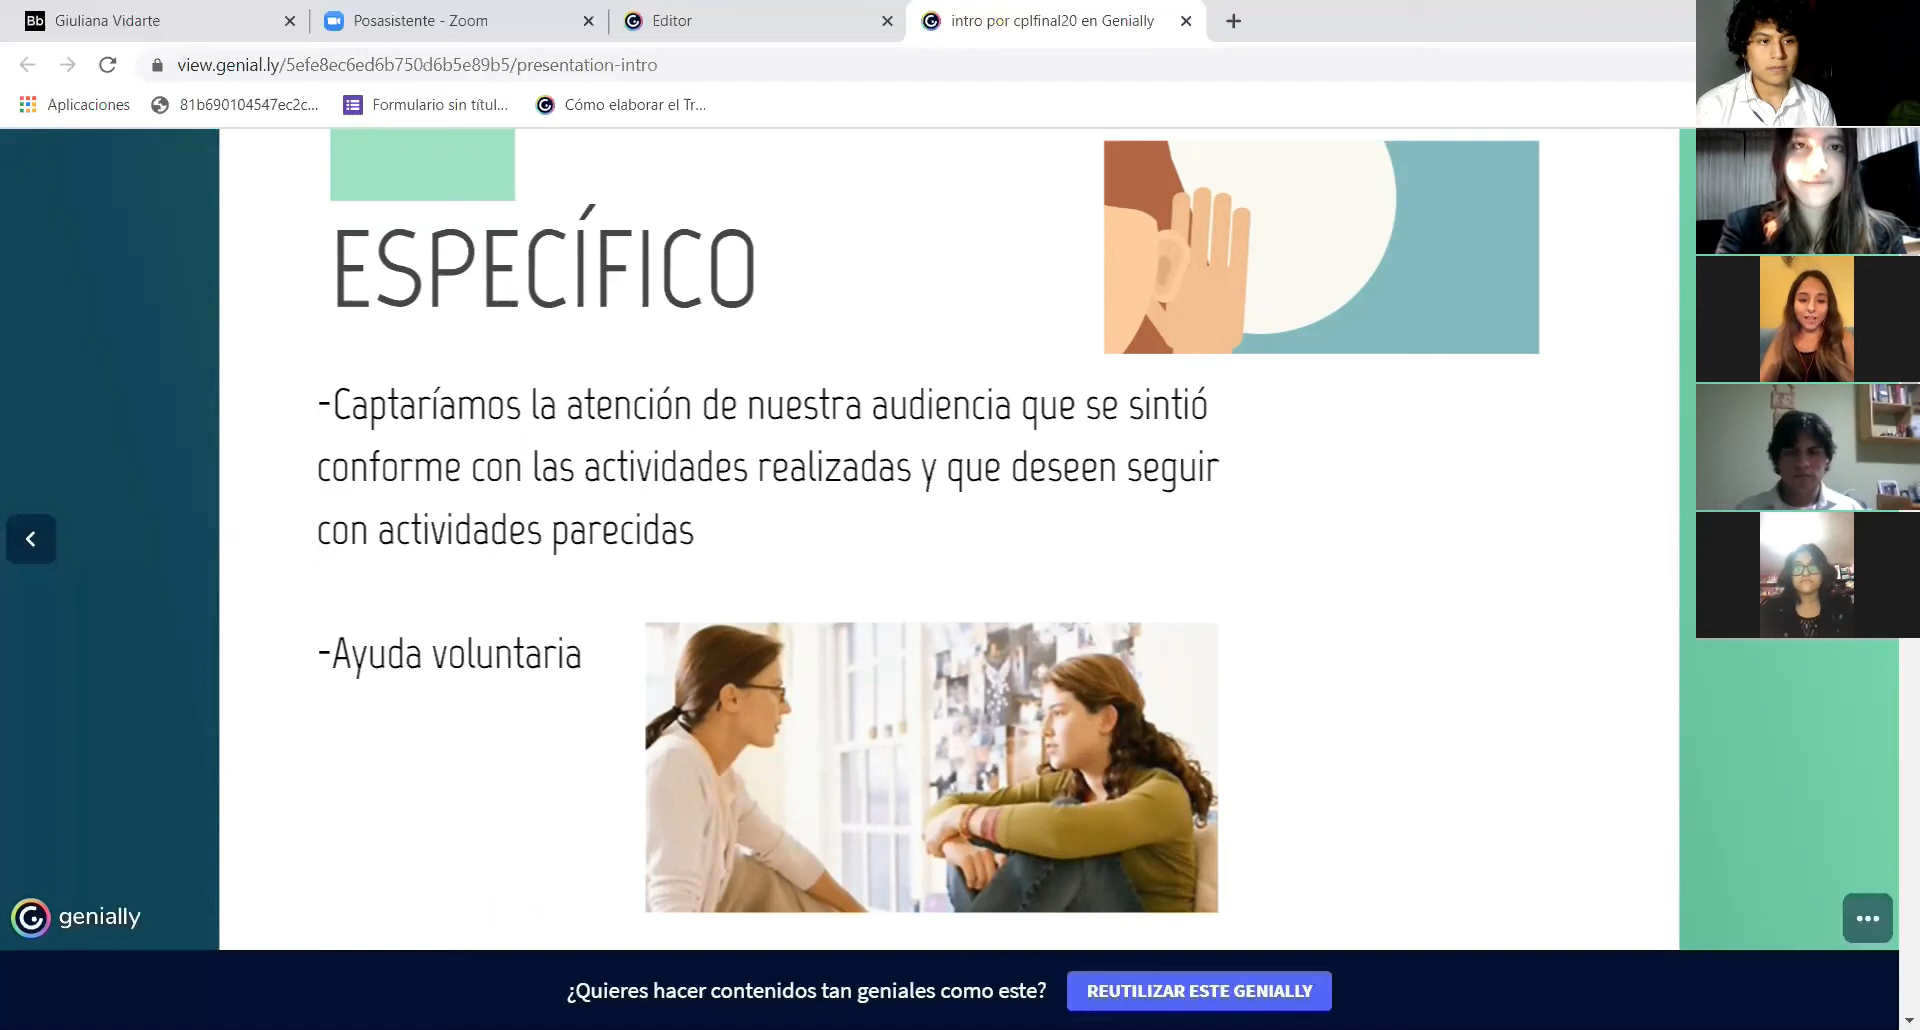 Bb Giuliana Vidarte
Posasistente - Zoom
Editor
intro por cplfinal20 en Genially
view.genial.ly/5efe8ec6ed6b750d6b5e89b5/presentation-intro
Aplicaciones
81b690104547ec2c...
Formulario sin títul...
Cómo elaborar el Tr...
ESPECÍFICO
-Captaríamos la atención de nuestra audiencia que se sintió
conforme con las actividades realizadas y que deseen seguir
con actividades parecidas
-Ayuda voluntaria
genially
¿Quieres hacer contenidos tan geniales como este?
REUTILIZAR ESTE GENIALLY